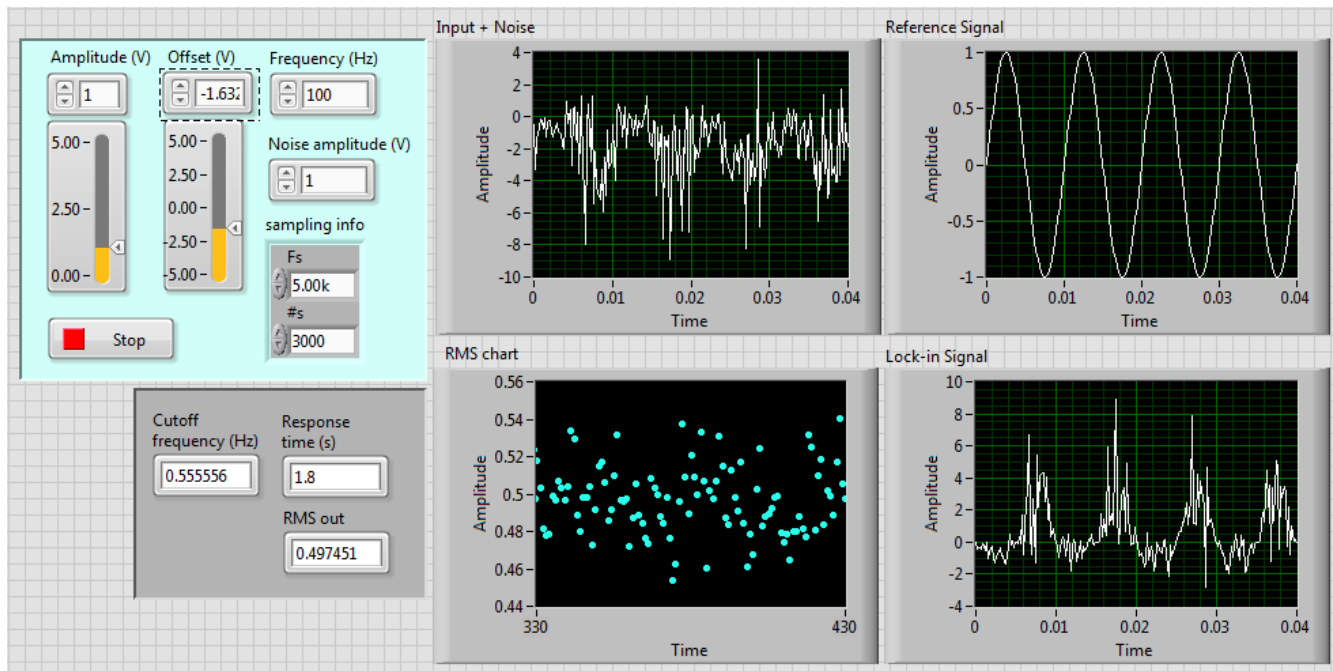 Amplitude (V)
Offset (V)
Frequency (Hz)
1
-1.632
100
5.00
2.50
0.00
5.00
2.50
0.00
-2.50
-5.00
Noise amplitude (V)
1
sampling info
Fs
5.00k
#s
3000
Stop
Cutoff
frequency (Hz)
0.555556
Response
time (s)
1.8
RMS out
0.497451
Input + Noise
Amplitude
4
2
0
-2
-4
-6
-8
-10
0
0.01
0.02
0.03
0.04
Time
Reference Signal
Amplitude
1
0.5
0
-0.5
-1
0
0.01
0.02
0.03
0.04
Time
RMS chart
Amplitude
0.56
0.54
0.52
0.5
0.48
0.46
0.44
330
430
Time
Lock-in Signal
Amplitude
10
8
6
4
2
0
-2
-4
0
0.01
0.02
0.03
0.04
Time